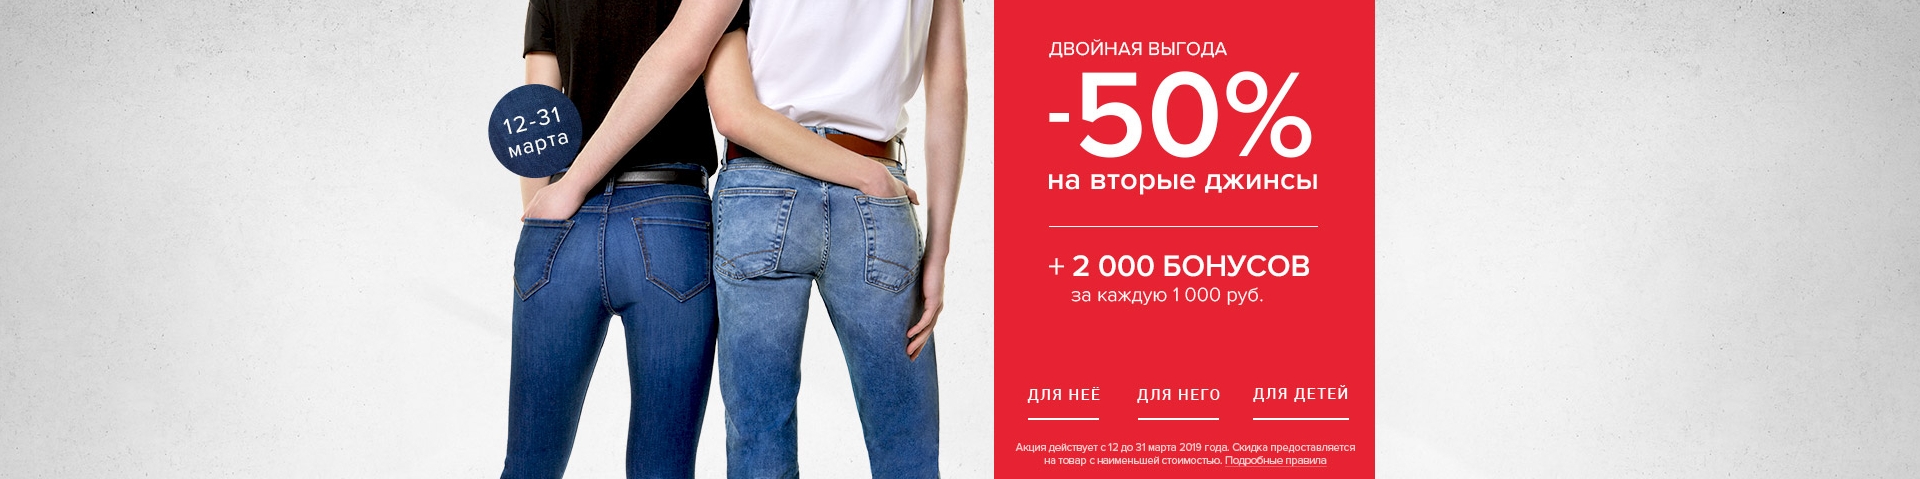 12-31
марта
ДВОЙНАЯ ВЫГОДА
-50%
на вторые джинсы
+ 2 000 БОНУСОВ
за каждую 1 000 руб.
ДЛЯ НЕЁ ДЛЯ НЕГО ДЛЯ ДЕТЕЙ
Акция действует с 12 до 31 марта 2019 года. Скидка предоставляется
на товар с наименьшей стоимостью. Подробные правила